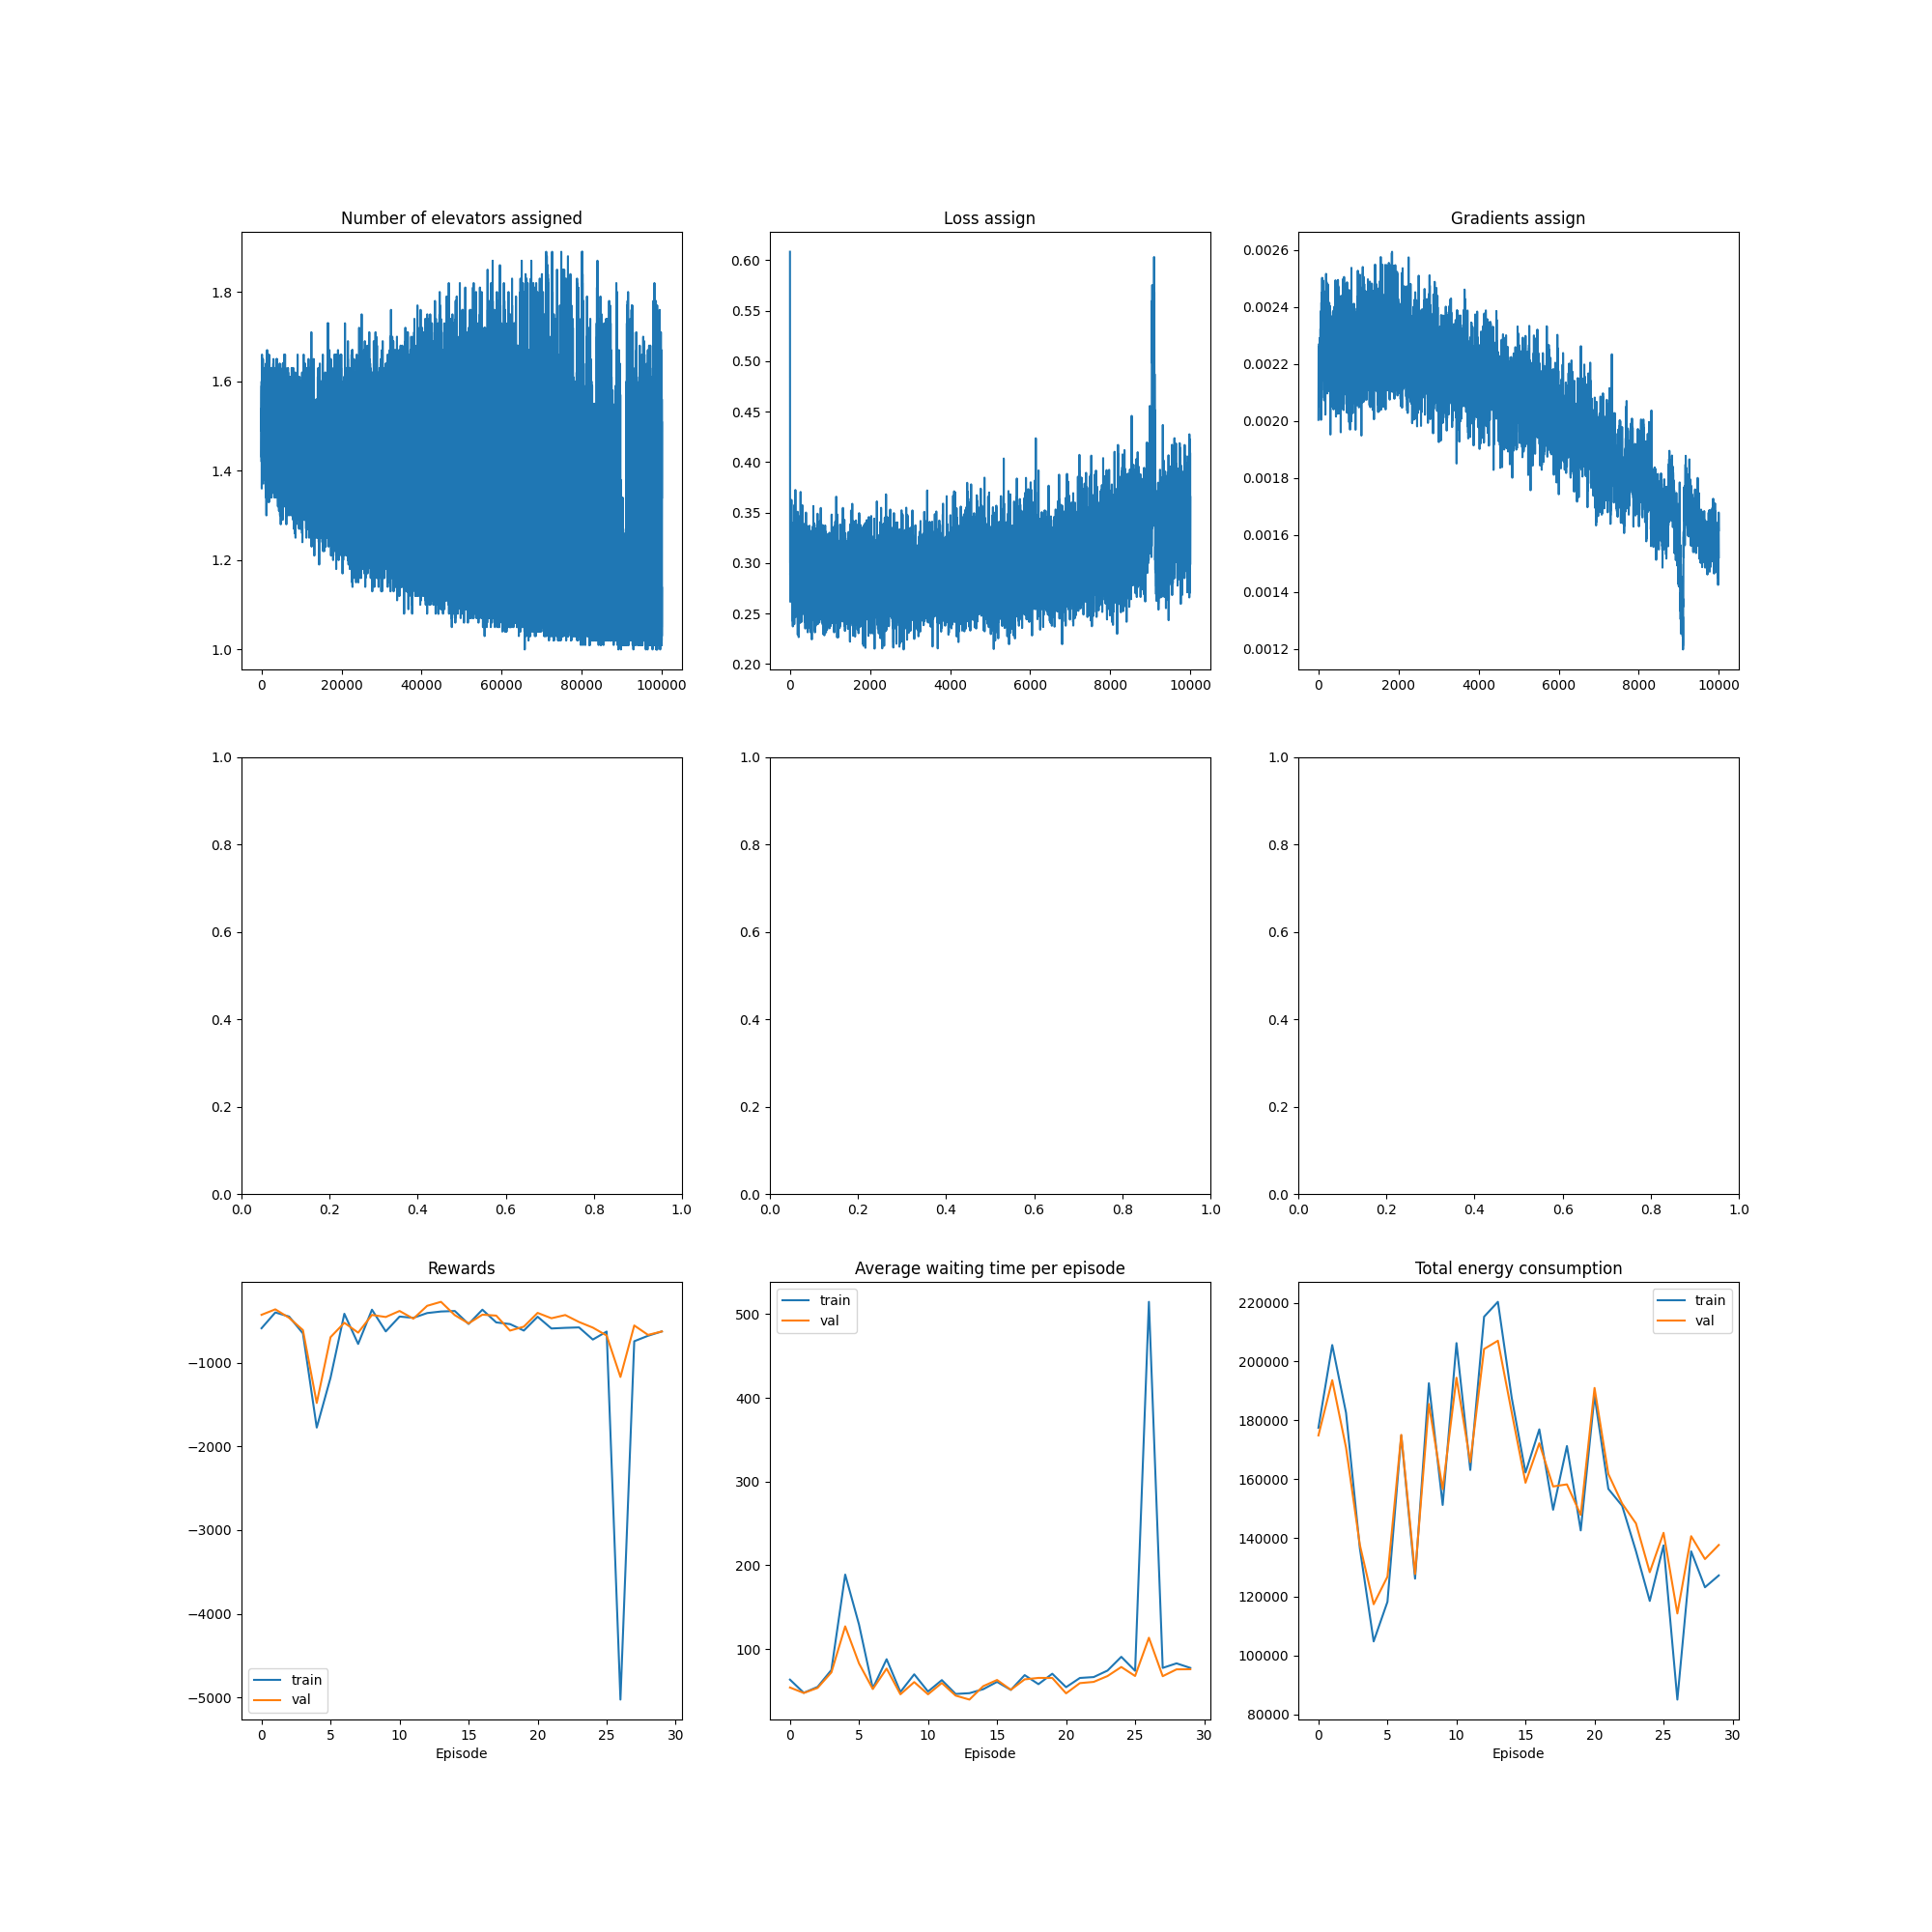 Number of elevators assigned
Loss assign
Gradients assign
1.8
1.6
1.4
1.2
1.0
0 20000 40000 60000 80000 100000
0.60
0.55
0.50
0.45
0.40
0.35
0.30
0.25
0.20
0 2000 4000 6000 8000 10000
0.0026
0.0024
0.0022
0.0020
0.0018
0.0016
0.0014
0.0012
0 2000 4000 6000 8000 10000
1.0
0.8
0.6
0.4
0.2
0.0
0.0 0.2 0.4 0.6 0.8 1.0
1.0
0.8
0.6
0.4
0.2
0.0
0.0 0.2 0.4 0.6 0.8 1.0
1.0
0.8
0.6
0.4
0.2
0.0
0.0 0.2 0.4 0.6 0.8 1.0
Rewards
−1000
−2000
−3000
−4000
−5000
train
val
0 5 10 15 20 25 30
Episode
Average waiting time per episode
train
val
500
400
300
200
100
0 5 10 15 20 25 30
Episode
Total energy consumption
train
val
220000
200000
180000
160000
140000
120000
100000
80000
0 5 10 15 20 25 30
Episode